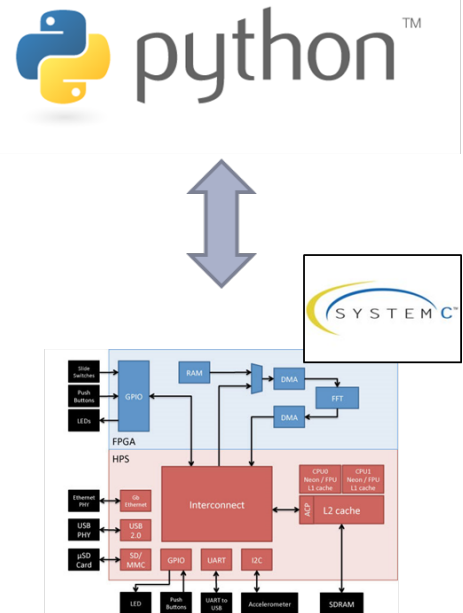 python™
SYSTEM C™
Slide
Switches
Push
Buttons
LEDs
GPIO
RAM
DMA
FFT
DMA
FPGA
HPS
Ethernet
PHY
Gb
Ethernet
USB
PHY
USB
2.0
µSD
Card
SD/
MMC
Interconnect
CPU0
Neon / FPU
L1 cache
CPU1
Neon / FPU
L1 cache
ACP
L2 cache
GPIO
UART
I2C
LED
Push
Buttons
UART to
USB
Accelerometer
SDRAM